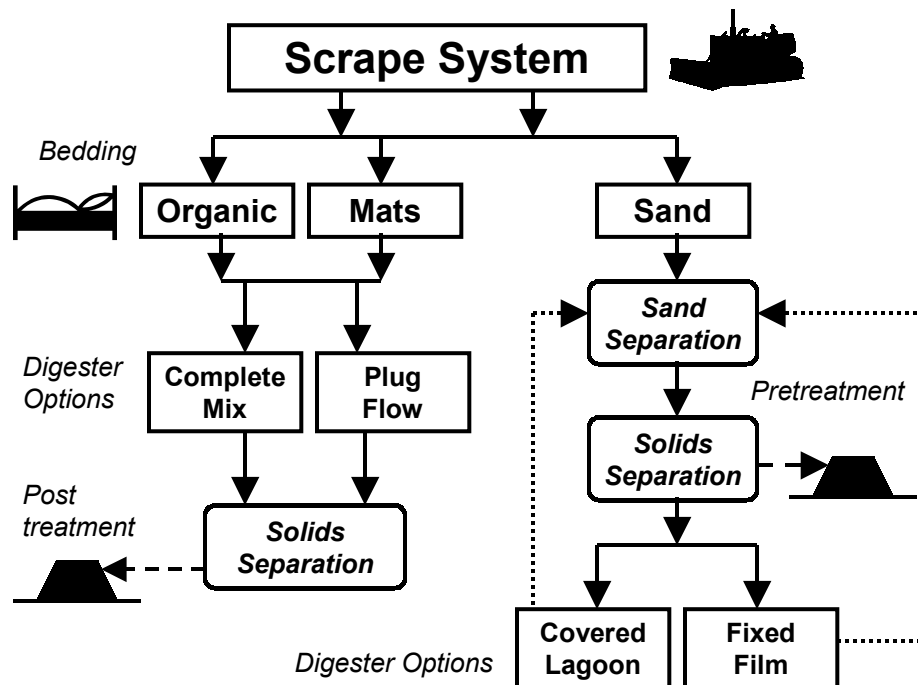 Scrape System
Bedding
Organic
Mats
Sand
Sand
Separation
Digester
Options
Complete
Mix
Plug
Flow
Pretreatment
Solids
Separation
Post
treatment
Solids
Separation
Covered
Lagoon
Fixed
Film
Digester Options